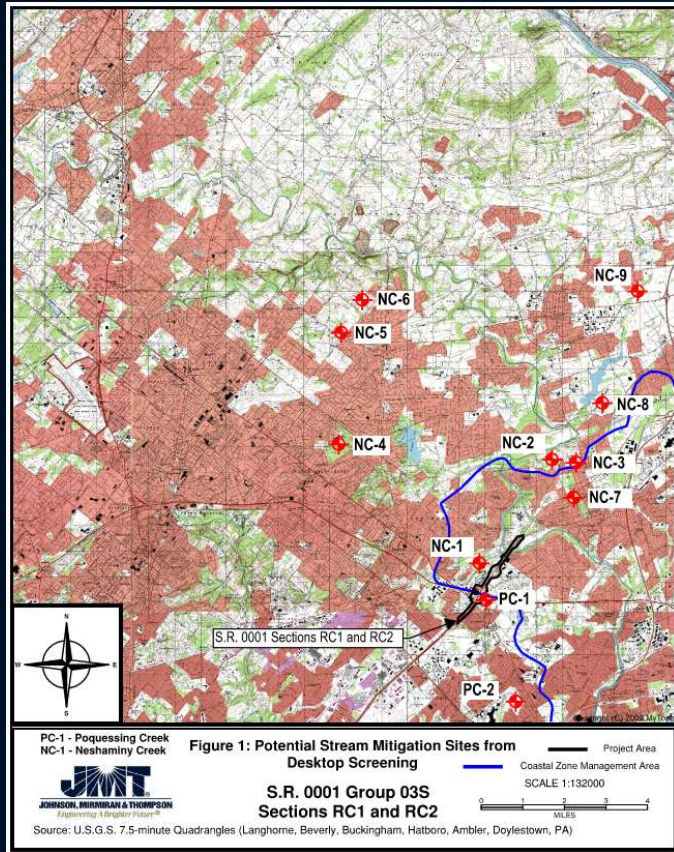 NC-9
NC-6
NC-5
NC-8
NC-4
NC-2
NC-3
NC-7
NC-1
PC-1
S.R. 0001 Sections RC1 and RC2
N
W
E
S
PC-2
PC-1 - Poquessing Creek
NC-1 - Neshaminy Creek
JMT
JOHNSON, MIRMIRAN & THOMPSON
Engineering A Brighter Future®
Figure 1: Potential Stream Mitigation Sites from
Desktop Screening
S.R. 0001 Group 03S
Sections RC1 and RC2
Project Area
Coastal Zone Management Area
SCALE 1:132000
0 1 2 3 4
MILES
Source: U.S.G.S. 7.5-minute Quadrangles (Langhorne, Beverly, Buckingham, Hatboro, Ambler, Doylestown, PA)